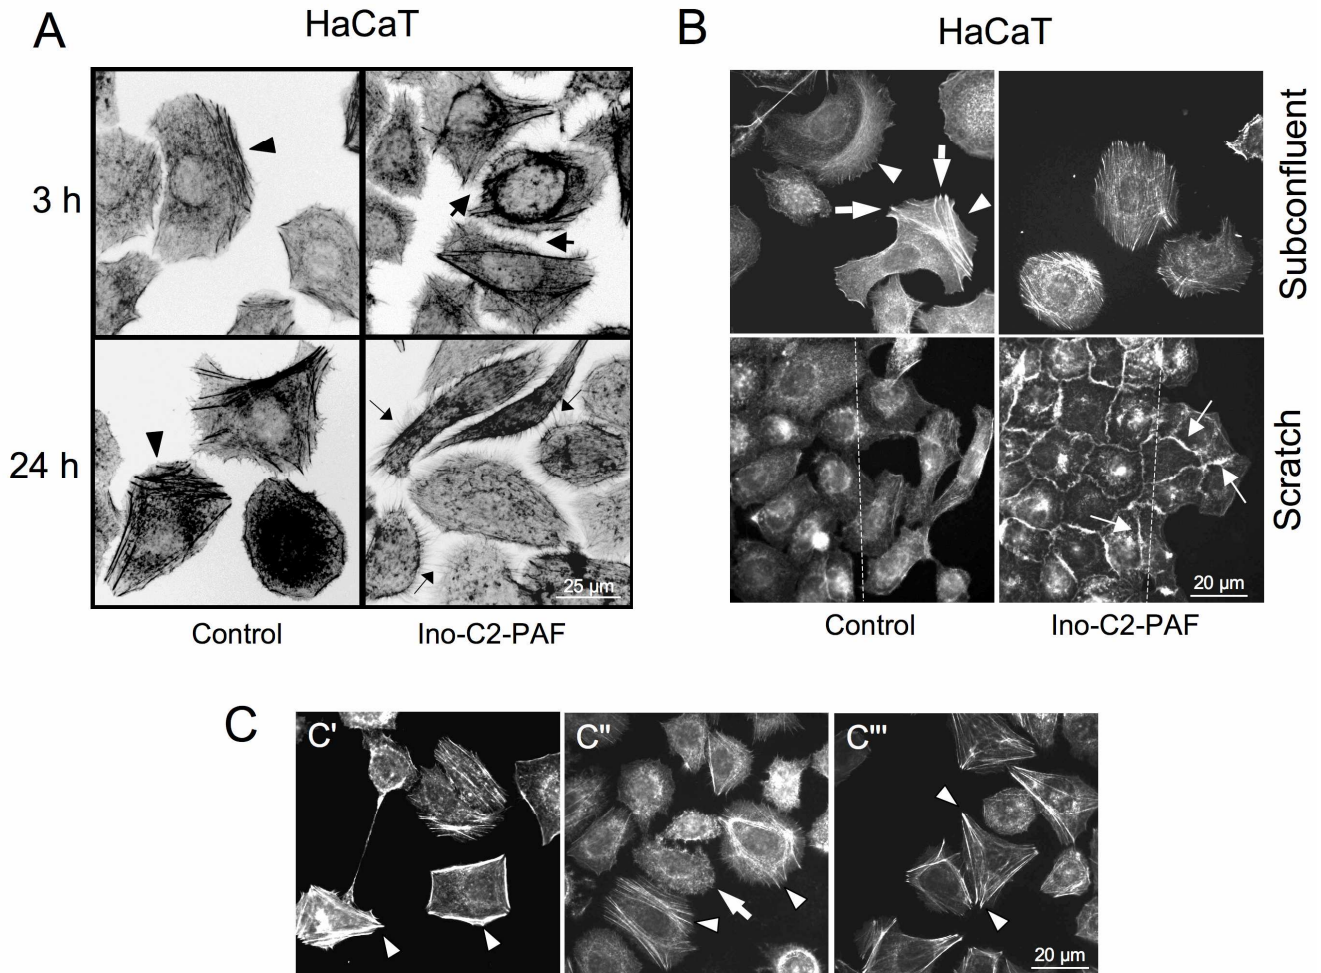 A
HaCaT
3 h
24 h
25 µm
Control
Ino-C2-PAF
B
HaCaT
Subconfluent
Scratch
20 µm
Control
Ino-C2-PAF
C
C'
C''
C'''
20 µm